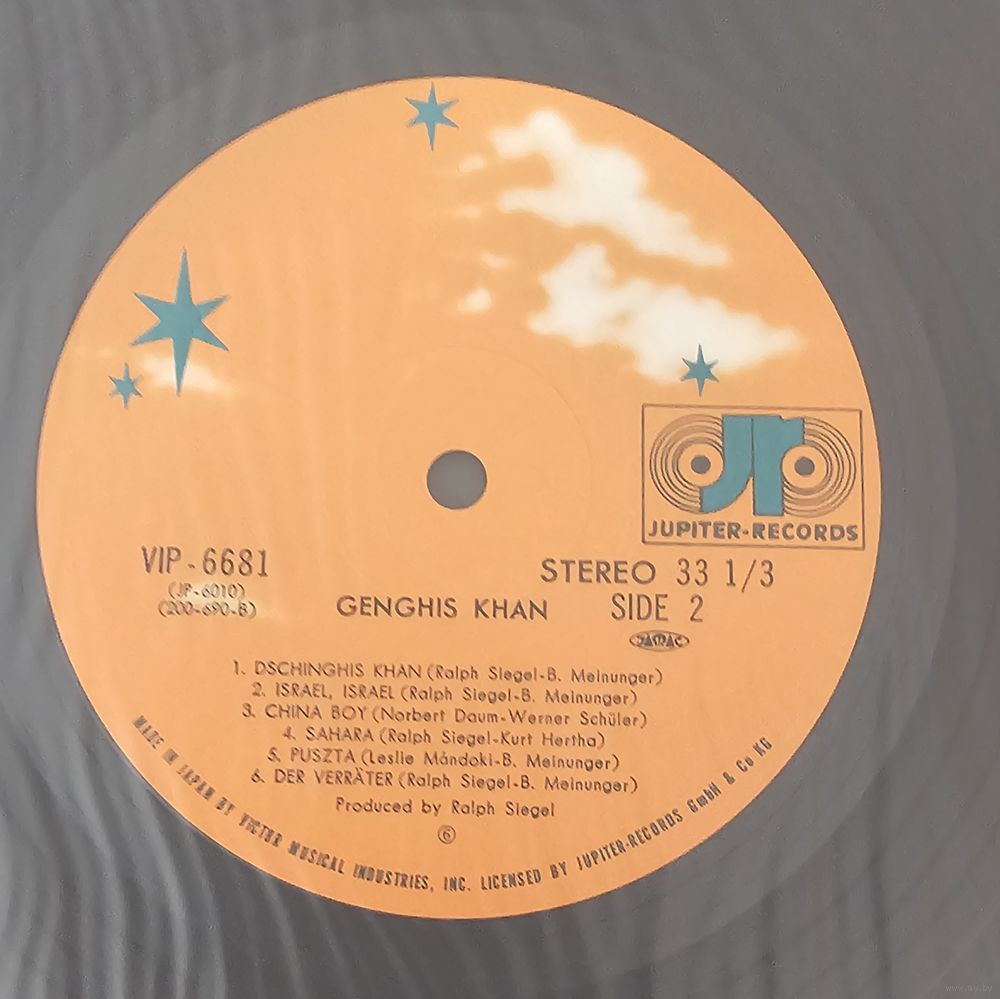 JUPITER-RECORDS
VIP-6681
(JP-6010)
(200-690-B)
STEREO 33 1/3
GENGHIS KHAN
SIDE 2
JASRAC
1. DSCHINGHIS KHAN (Ralph Siegel-B. Meinunger)
2. ISRAEL, ISRAEL (Ralph Siegel-B. Meinunger)
3. CHINA BOY (Norbert Daum-Werner Schüler)
4. SAHARA (Ralph Siegel-Kurt Hertha)
5. PUSZTA (Leslie Mándoki-B. Meinunger)
6. DER VERRÄTER (Ralph Siegel-B. Meinunger)
Produced by Ralph Siegel
6
MADE IN JAPAN BY VICTOR MUSICAL INDUSTRIES, INC. LICENSED BY JUPITER-RECORDS GmbH & Co KG